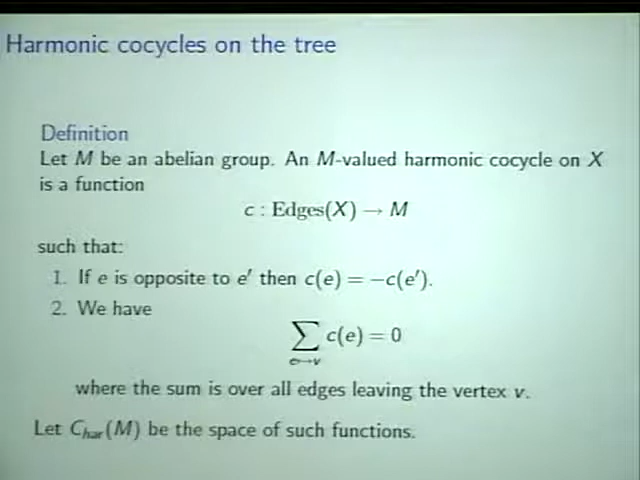 Harmonic cocycles on the tree
Definition
Let M be an abelian group. An M-valued harmonic cocycle on X
is a function
c : Edges(X) → M
such that:
1. If e is opposite to e′ then c(e) = −c(e′).
2. We have
∑ c(e) = 0
e→v
where the sum is over all edges leaving the vertex v.
Let C_har(M) be the space of such functions.